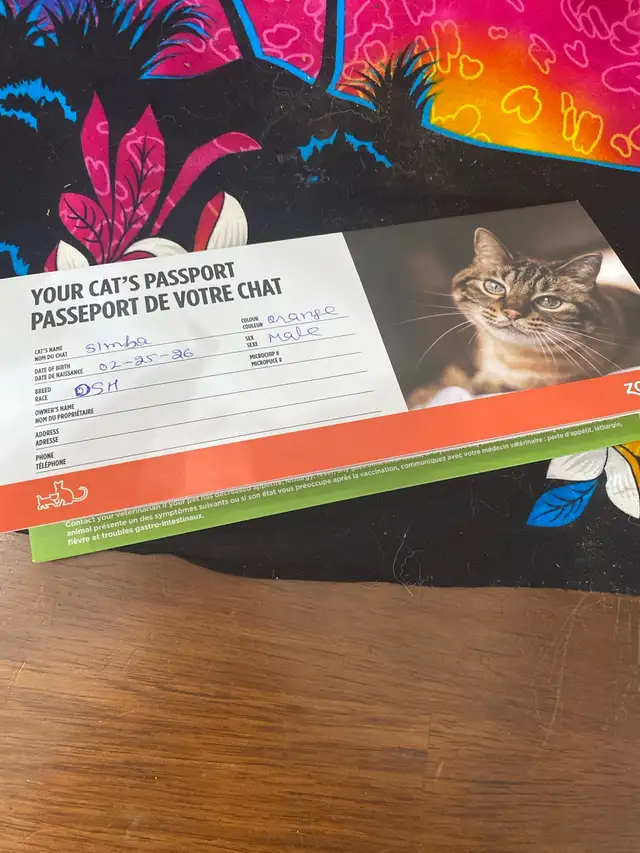 YOUR CAT'S PASSPORT
PASSEPORT DE VOTRE CHAT
CAT'S NAME
NOM DU CHAT
Simba
COLOUR
COULEUR
Orange
DATE OF BIRTH
DATE DE NAISSANCE
02-25-26
SEX
SEXE
Male
BREED
RACE
DSH
MICROCHIP #
MICROPUCE #
OWNER'S NAME
NOM DU PROPRIÉTAIRE
ADDRESS
ADRESSE
PHONE
TÉLÉPHONE
Contact your veterinarian if your pet has decreased appetite, lethargy,
animal présente un des symptômes suivants ou si son état vous préoccupe après la vaccination, communiquez avec votre médecin vétérinaire : perte d'appétit, léthargie,
fièvre et troubles gastro-intestinaux.